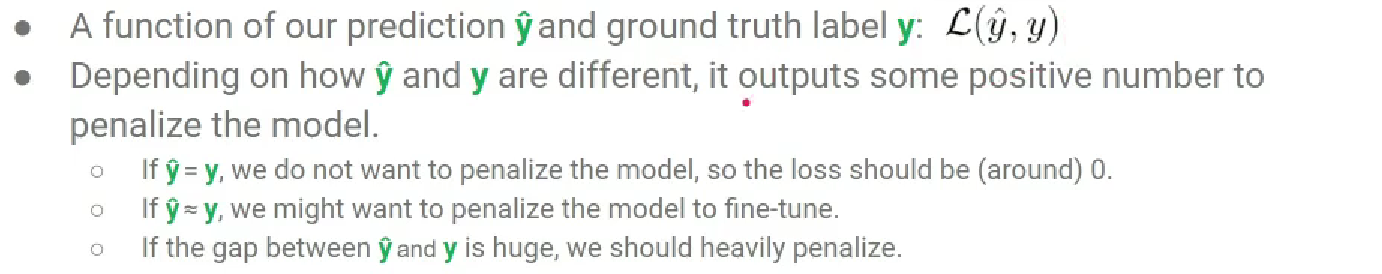 ● A function of our prediction ŷ and ground truth label y: ℒ(ŷ, y)
● Depending on how ŷ and y are different, it outputs some positive number to
penalize the model.
○ If ŷ = y, we do not want to penalize the model, so the loss should be (around) 0.
○ If ŷ ≈ y, we might want to penalize the model to fine-tune.
○ If the gap between ŷ and y is huge, we should heavily penalize.